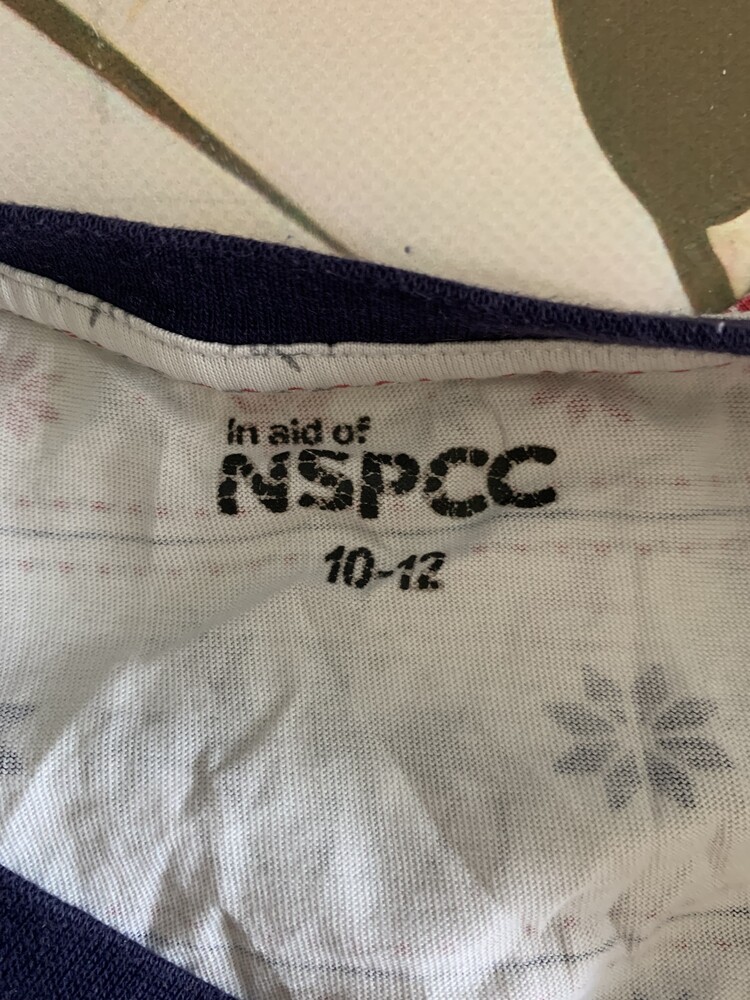 In aid of
NSPCC
10-12